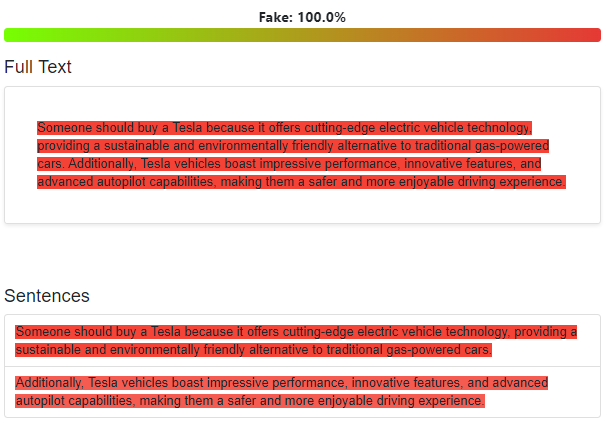 Fake: 100.0%
Full Text
Someone should buy a Tesla because it offers cutting-edge electric vehicle technology,
providing a sustainable and environmentally friendly alternative to traditional gas-powered
cars. Additionally, Tesla vehicles boast impressive performance, innovative features, and
advanced autopilot capabilities, making them a safer and more enjoyable driving experience.
Sentences
Someone should buy a Tesla because it offers cutting-edge electric vehicle technology, providing a
sustainable and environmentally friendly alternative to traditional gas-powered cars.
Additionally, Tesla vehicles boast impressive performance, innovative features, and advanced
autopilot capabilities, making them a safer and more enjoyable driving experience.